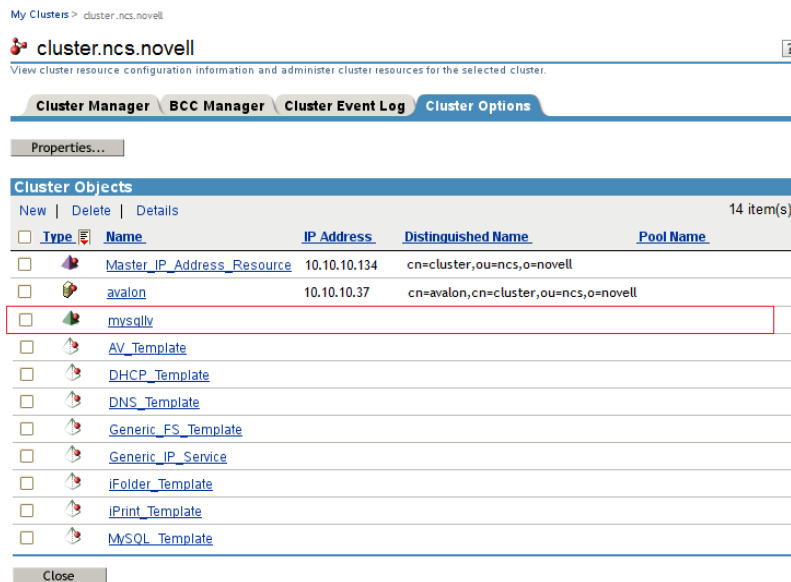 My Clusters > cluster.ncs.novell
cluster.ncs.novell
?
View cluster resource configuration information and administer cluster resources for the selected cluster.
Cluster Manager BCC Manager Cluster Event Log Cluster Options
Properties...
Cluster Objects
New | Delete | Details 14 item(s)
Type Name IP Address Distinguished Name Pool Name
Master_IP_Address_Resource 10.10.10.134 cn=cluster,ou=ncs,o=novell
avalon 10.10.10.37 cn=avalon,cn=cluster,ou=ncs,o=novell
mysqllv
AV_Template
DHCP_Template
DNS_Template
Generic_FS_Template
Generic_IP_Service
iFolder_Template
iPrint_Template
MySQL_Template
Close